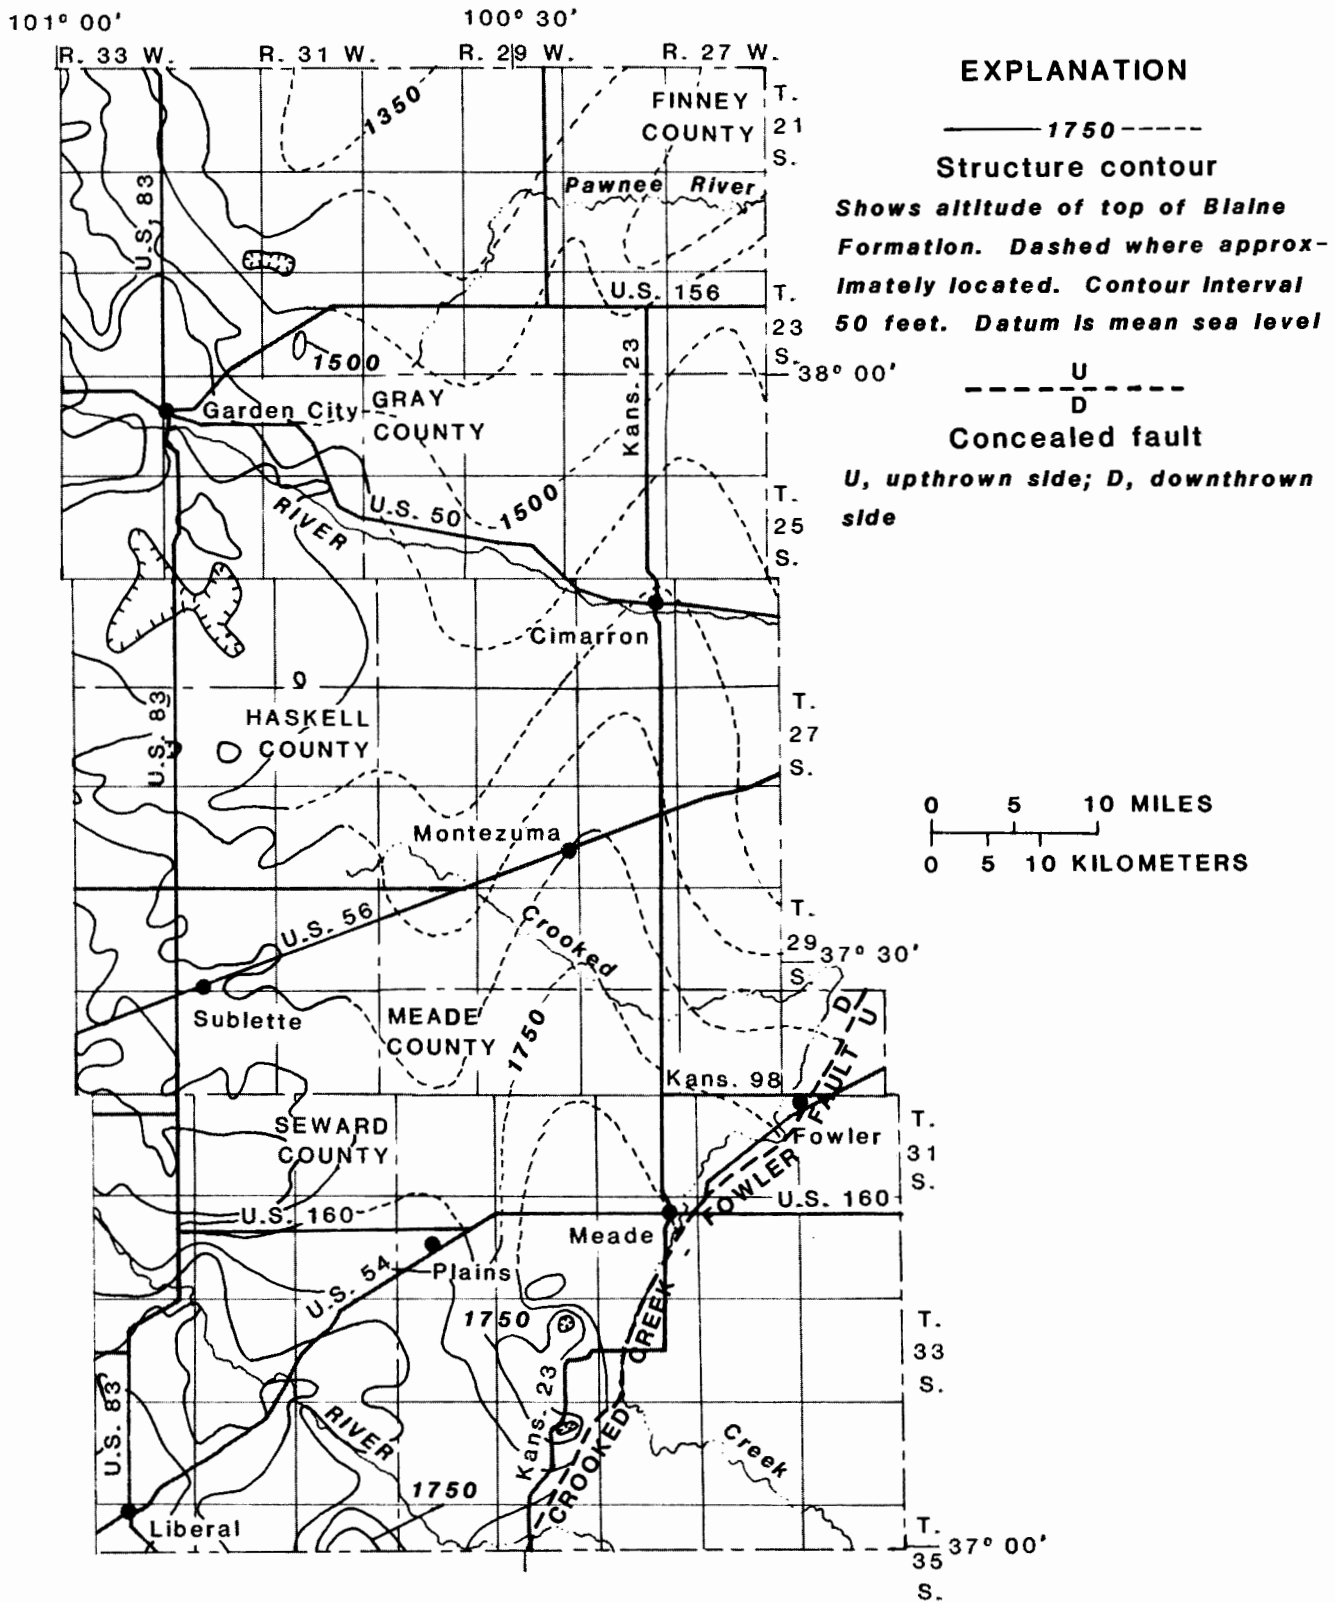 101° 00'
100° 30'
R. 33 W.
R. 31 W.
R. 29 W.
R. 27 W.
EXPLANATION
1350
FINNEY
COUNTY
T.
21
S.
1750
Structure contour
U.S. 83
Pawnee River
Shows altitude of top of Blaine
Formation. Dashed where approx-
imately located. Contour interval
50 feet. Datum is mean sea level
U.S. 156
T.
23
S.
1500
Kans. 23
38° 00'
U
D
Garden City
GRAY
COUNTY
Concealed fault
U, upthrown side; D, downthrown
side
RIVER
U.S. 50
1500
T.
25
S.
Cimarron
U.S. 83
HASKELL
COUNTY
T.
27
S.
0 5 10 MILES
0 5 10 KILOMETERS
Montezuma
U.S. 56
Crooked
T.
29
S.
37° 30'
Sublette
MEADE
COUNTY
1750
D
U
Kans. 98
FAULT
SEWARD
COUNTY
Fowler
T.
31
S.
FOWLER
U.S. 160
U.S. 160
Meade
U.S. 54
Plains
1750
CREEK
T.
33
S.
U.S. 83
RIVER
Kans. 23
CROOKED
Creek
1750
Liberal
T.
35
S.
37° 00'